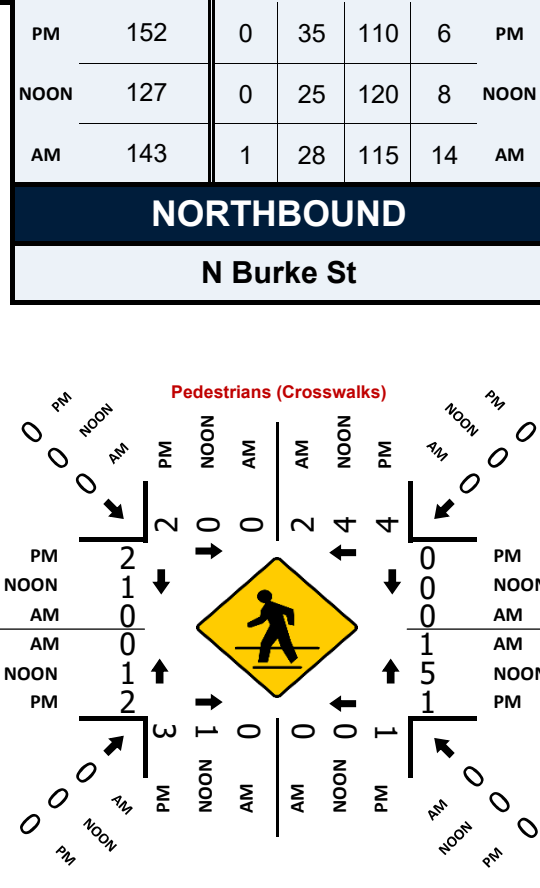 PM 152 0 35 110 6 PM
NOON 127 0 25 120 8 NOON
AM 143 1 28 115 14 AM
NORTHBOUND
N Burke St
Pedestrians (Crosswalks)
PM NOON AM
0 0 0
PM NOON AM AM NOON PM
2 0 0 2 4 4
PM NOON AM
0 0 0
PM 2 0 PM
NOON 1 0 NOON
AM 0 0 AM
AM 0 1 AM
NOON 1 5 NOON
PM 2 1 PM
3 1 0 0 0 1
PM NOON AM AM NOON PM
0 0 0
AM NOON PM
0 0 0
AM NOON PM